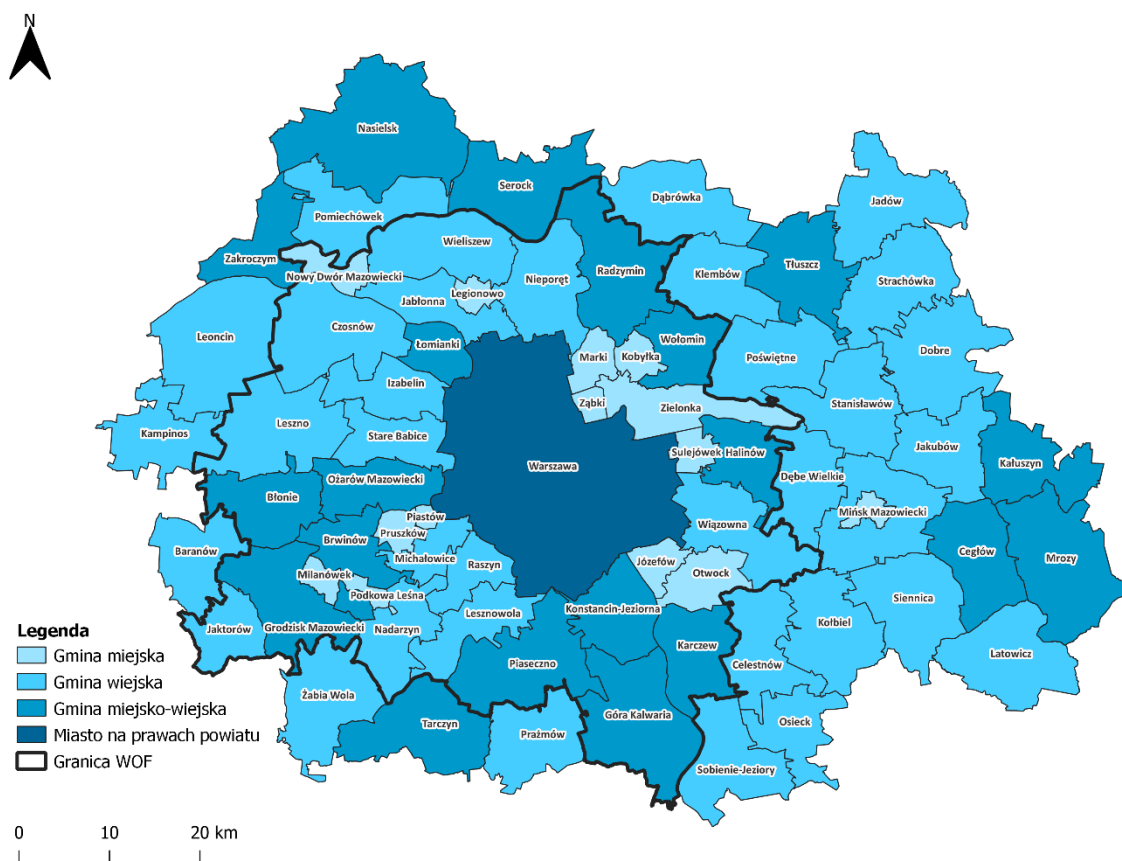 N
Nasielsk
Serock
Dąbrówka
Jadów
Pomiechówek
Wieliszew
Zakroczym
Nowy Dwór Mazowiecki
Nieporęt
Radzymin
Klembów
Tłuszcz
Strachówka
Legionowo
Jabłonna
Leoncin
Czosnów
Łomianki
Wołomin
Marki
Kobyłka
Poświętne
Dobre
Izabelin
Ząbki
Zielonka
Stanisławów
Leszno
Kampinos
Stare Babice
Jakubów
Warszawa
Sulejówek
Halinów
Kałuszyn
Ożarów Mazowiecki
Dębe Wielkie
Błonie
Mińsk Mazowiecki
Piastów
Wiązowna
Pruszków
Brwinów
Baranów
Michałowice
Raszyn
Józefów
Otwock
Cegłów
Mrozy
Milanówek
Podkowa Leśna
Siennica
Lesznowola
Konstancin-Jeziorna
Kołbiel
Jaktorów
Grodzisk Mazowiecki
Nadarzyn
Karczew
Latowicz
Piaseczno
Celestnów
Żabia Wola
Góra Kalwaria
Osieck
Tarczyn
Prażmów
Sobienie-Jeziory
Legenda
Gmina miejska
Gmina wiejska
Gmina miejsko-wiejska
Miasto na prawach powiatu
Granica WOF
0 10 20 km